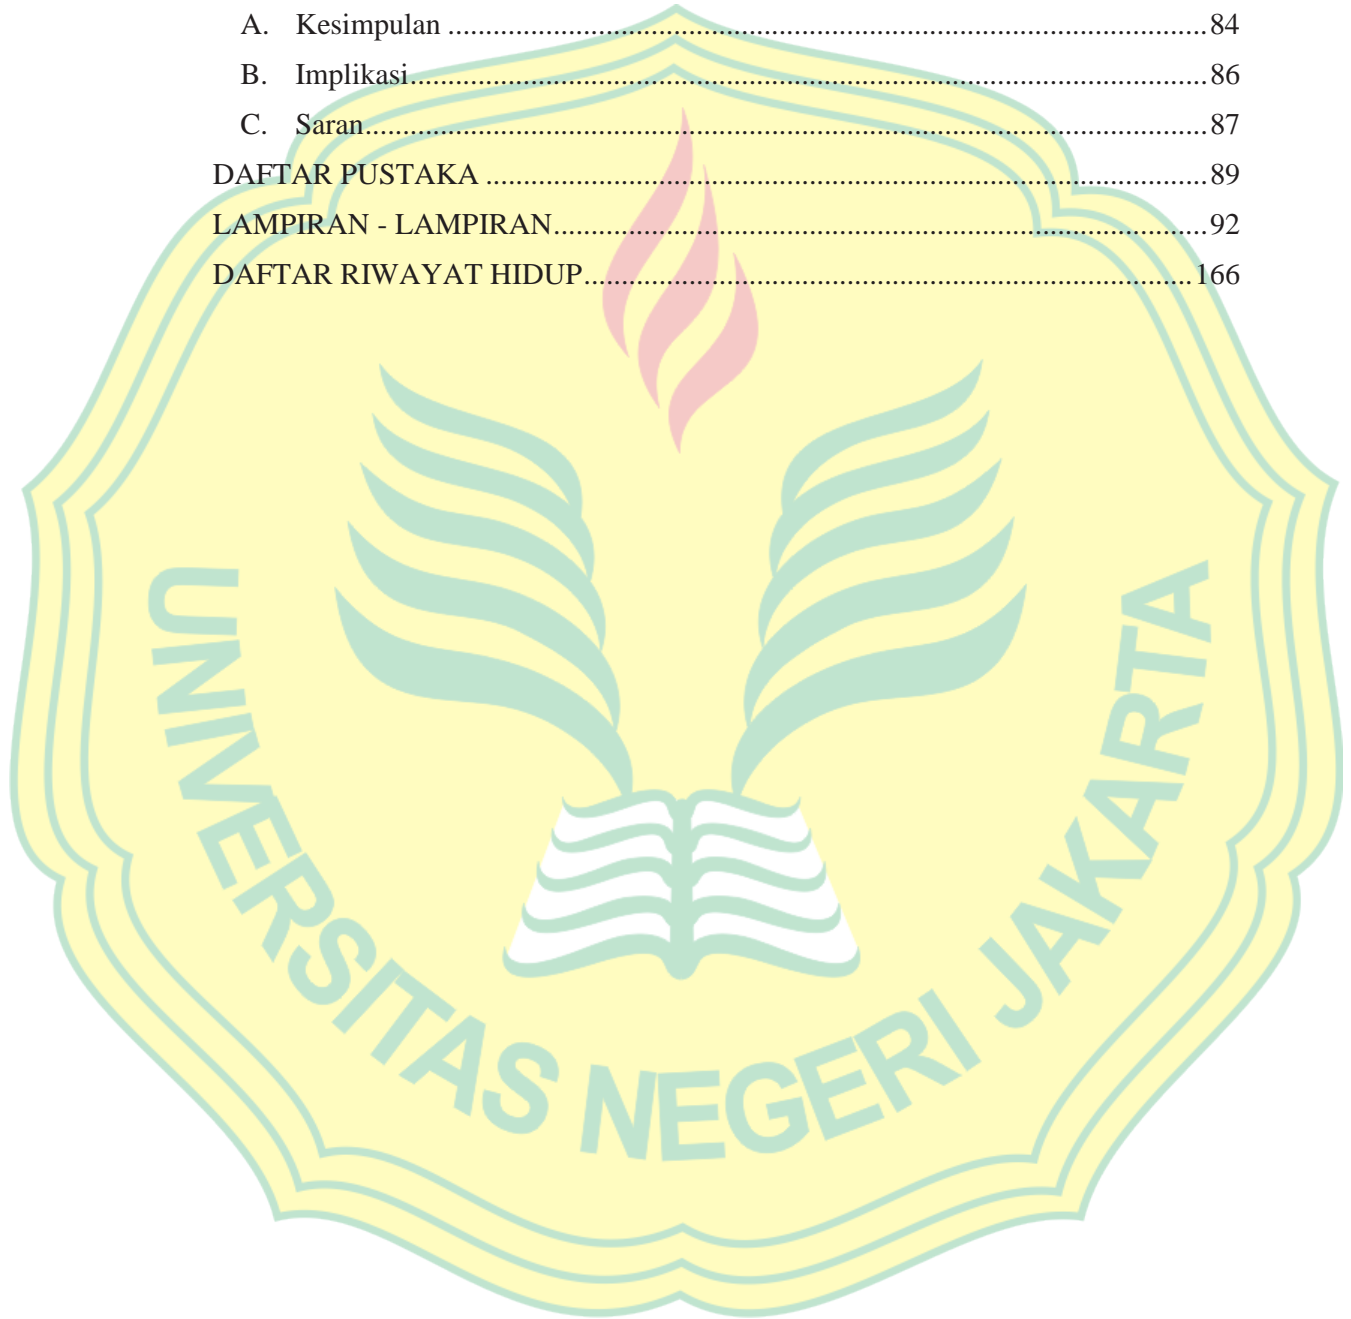 A. Kesimpulan ........................................................................................................ 84
B. Implikasi............................................................................................................. 86
C. Saran................................................................................................................... 87
DAFTAR PUSTAKA ................................................................................................... 89
LAMPIRAN - LAMPIRAN.......................................................................................... 92
DAFTAR RIWAYAT HIDUP.................................................................................... 166
UNIVERSITAS NEGERI JAKARTA